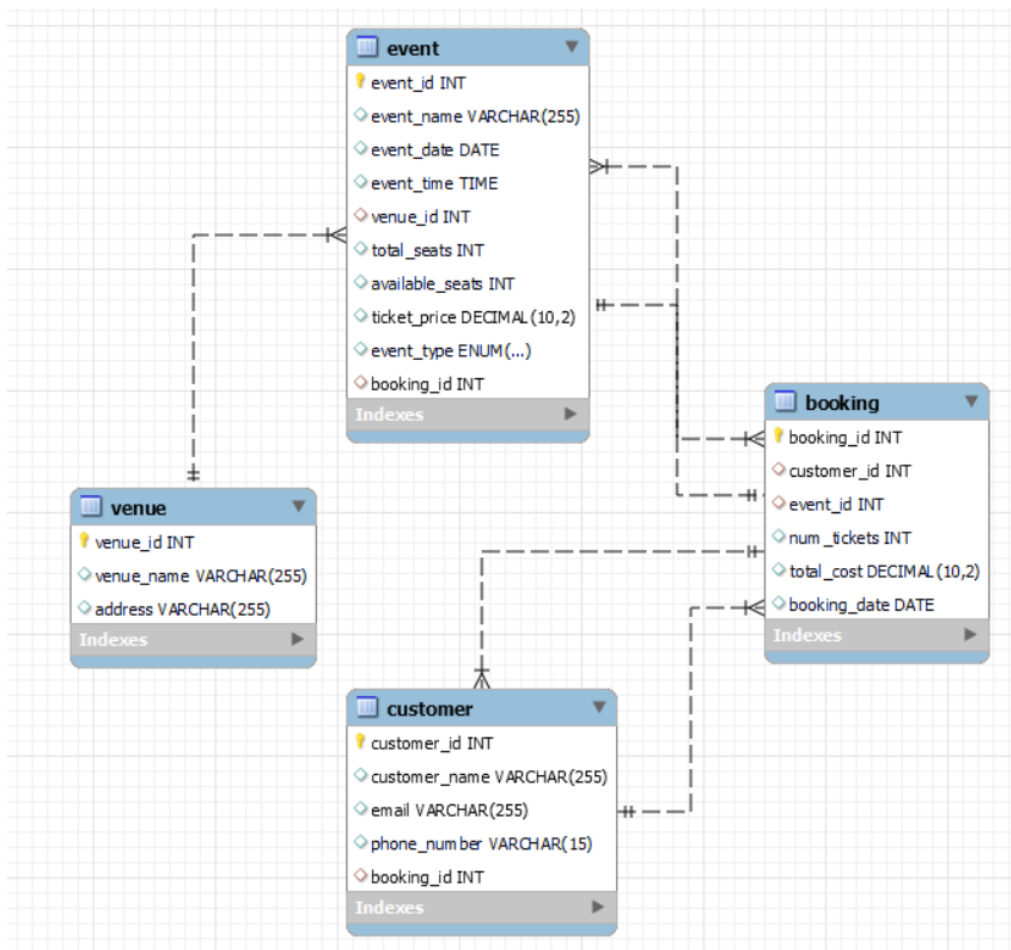 event
event_id INT
event_name VARCHAR(255)
event_date DATE
event_time TIME
venue_id INT
total_seats INT
available_seats INT
ticket_price DECIMAL(10,2)
event_type ENUM(...)
booking_id INT
Indexes
booking
booking_id INT
customer_id INT
event_id INT
num_tickets INT
total_cost DECIMAL(10,2)
booking_date DATE
Indexes
venue
venue_id INT
venue_name VARCHAR(255)
address VARCHAR(255)
Indexes
customer
customer_id INT
customer_name VARCHAR(255)
email VARCHAR(255)
phone_number VARCHAR(15)
booking_id INT
Indexes